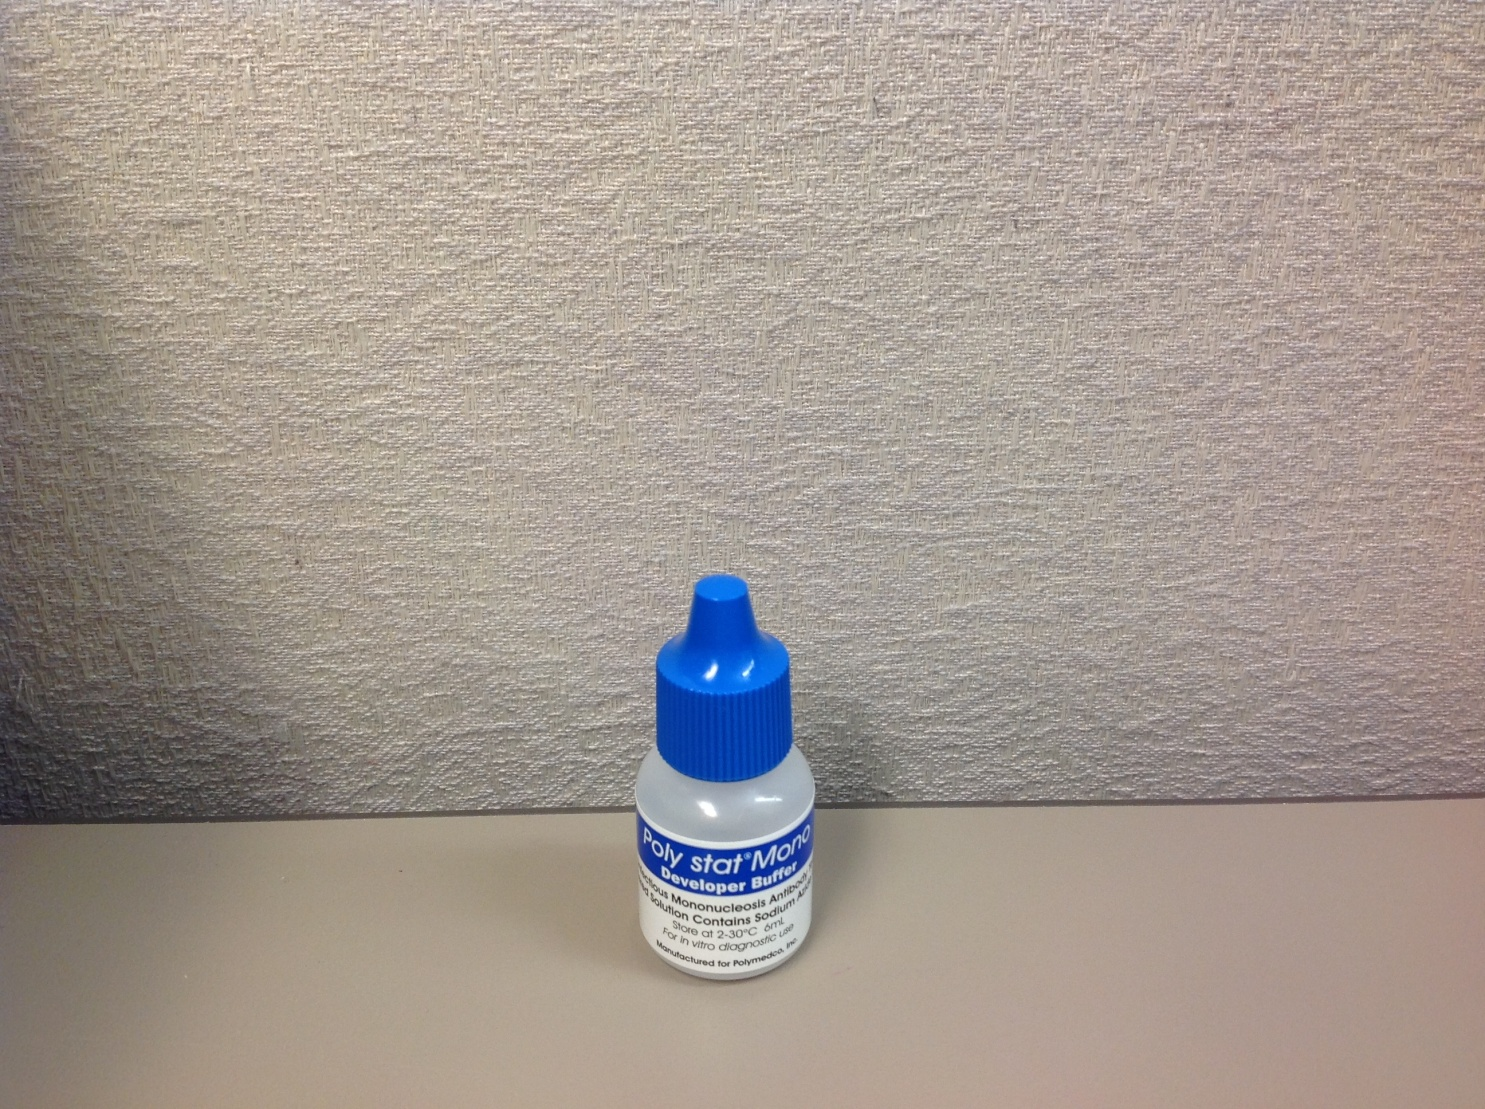 Poly stat® Mono
Developer Buffer
Mononucleosis Antibody
Solution Contains Sodium
Store at 2-30°C 6mL
For in vitro diagnostic use
Manufactured for Polymedco, Inc.